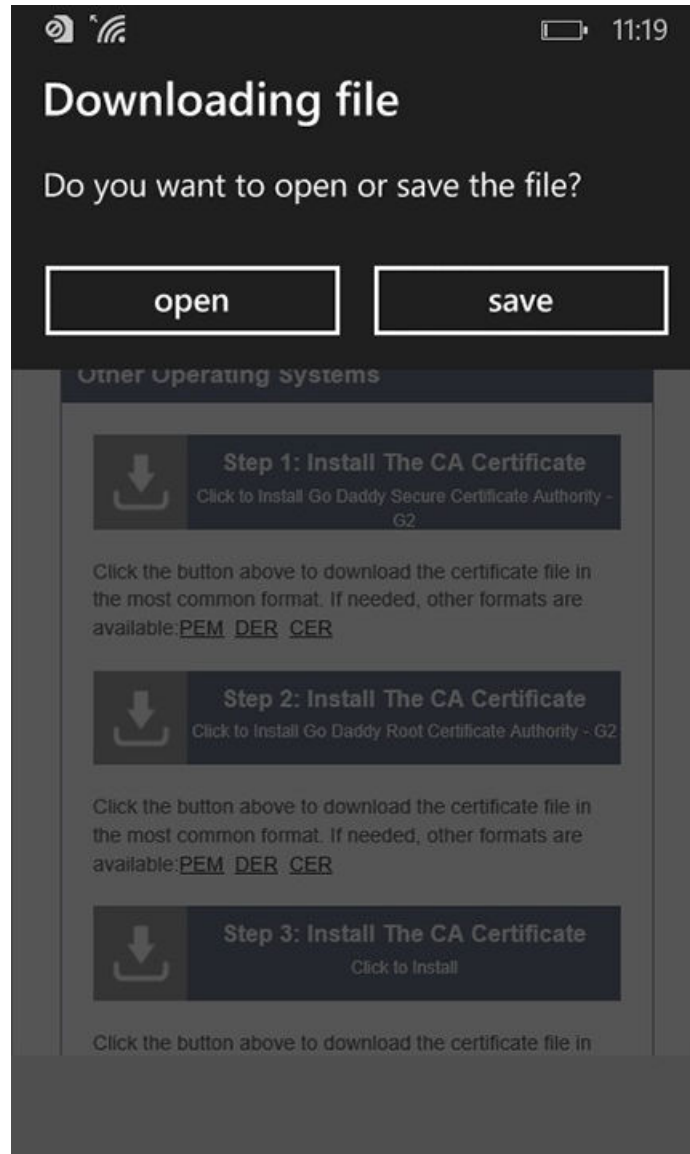 11:19
Downloading file
Do you want to open or save the file?
open
save
Other Operating Systems
Step 1: Install The CA Certificate
Click to Install Go Daddy Secure Certificate Authority -
G2
Click the button above to download the certificate file in
the most common format. If needed, other formats are
available:PEM DER CER
Step 2: Install The CA Certificate
Click to Install Go Daddy Root Certificate Authority - G2
Click the button above to download the certificate file in
the most common format. If needed, other formats are
available:PEM DER CER
Step 3: Install The CA Certificate
Click to Install
Click the button above to download the certificate file in